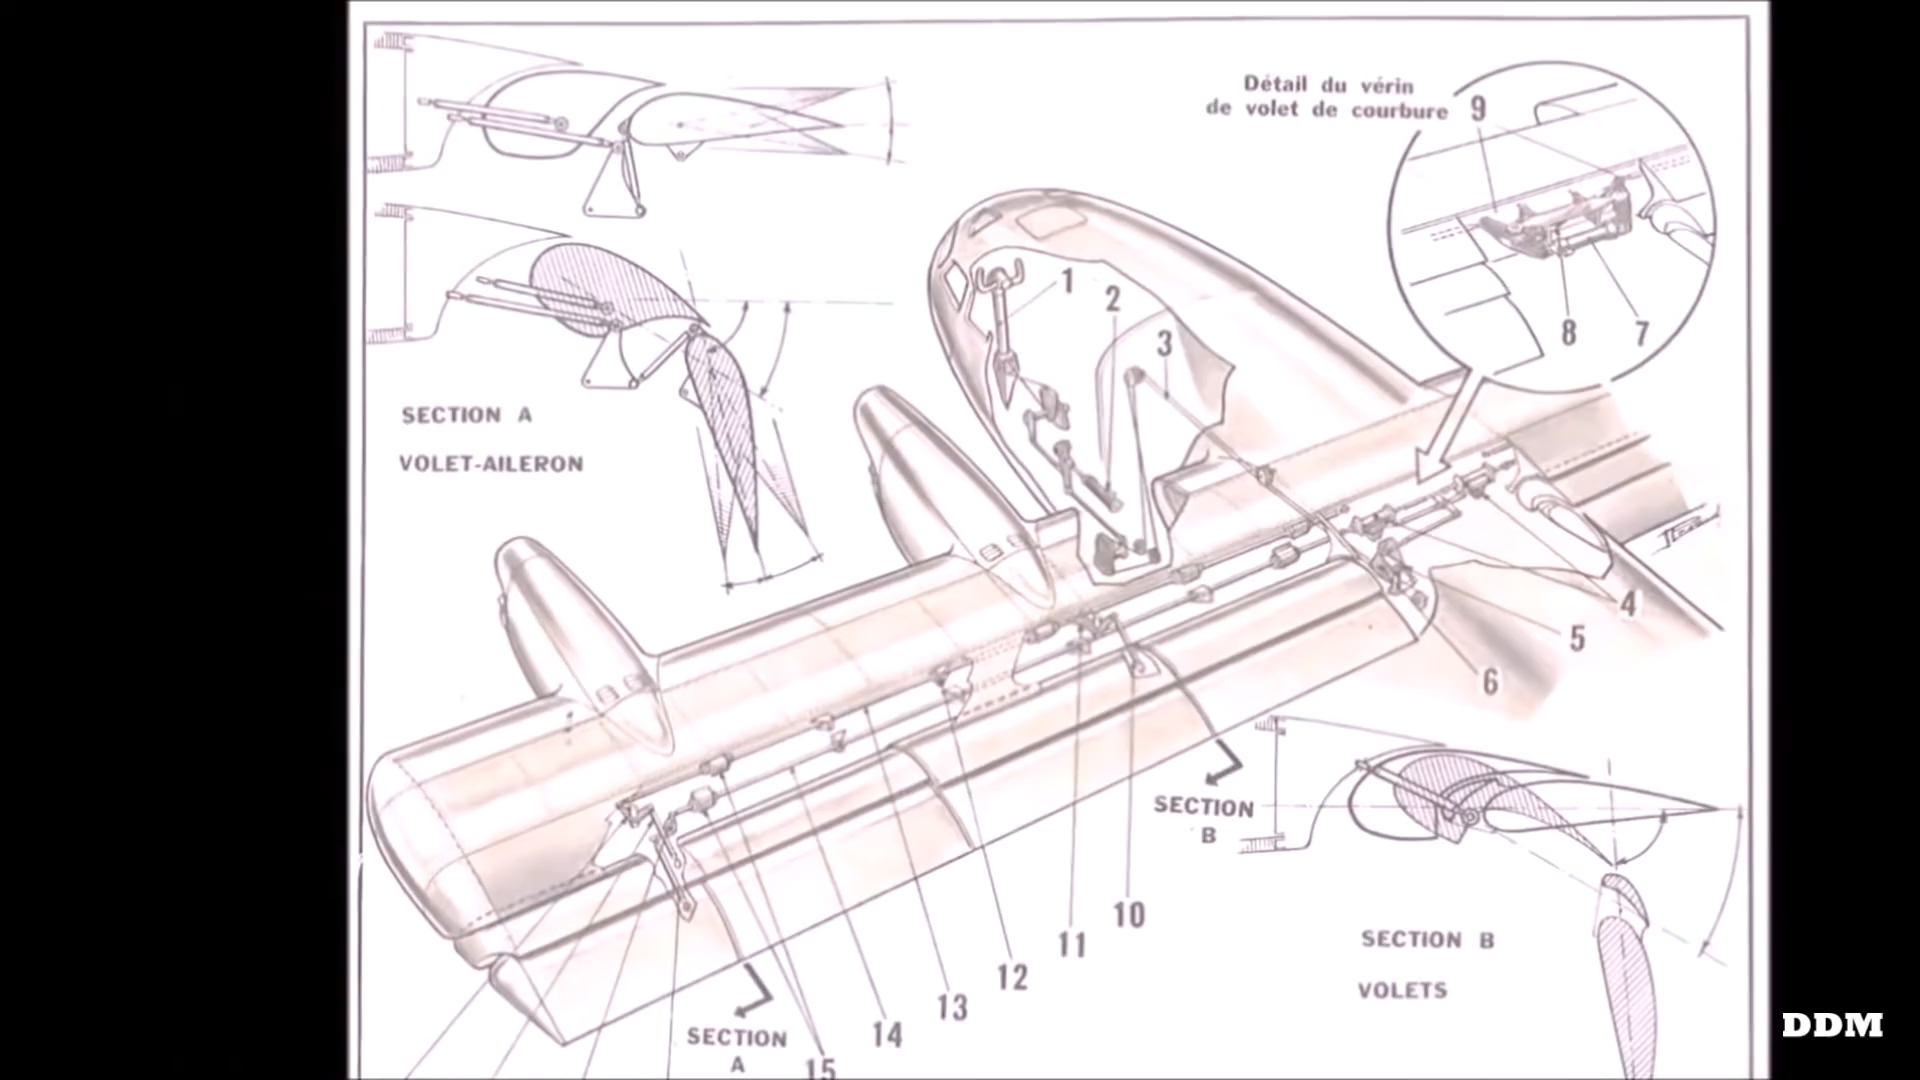 Détail du vérin
de volet de courbure
9
1
2
3
8
7
SECTION A
VOLET-AILERON
4
5
6
SECTION
B
10
11
12
13
14
15
SECTION B
VOLETS
SECTION
A
DDM